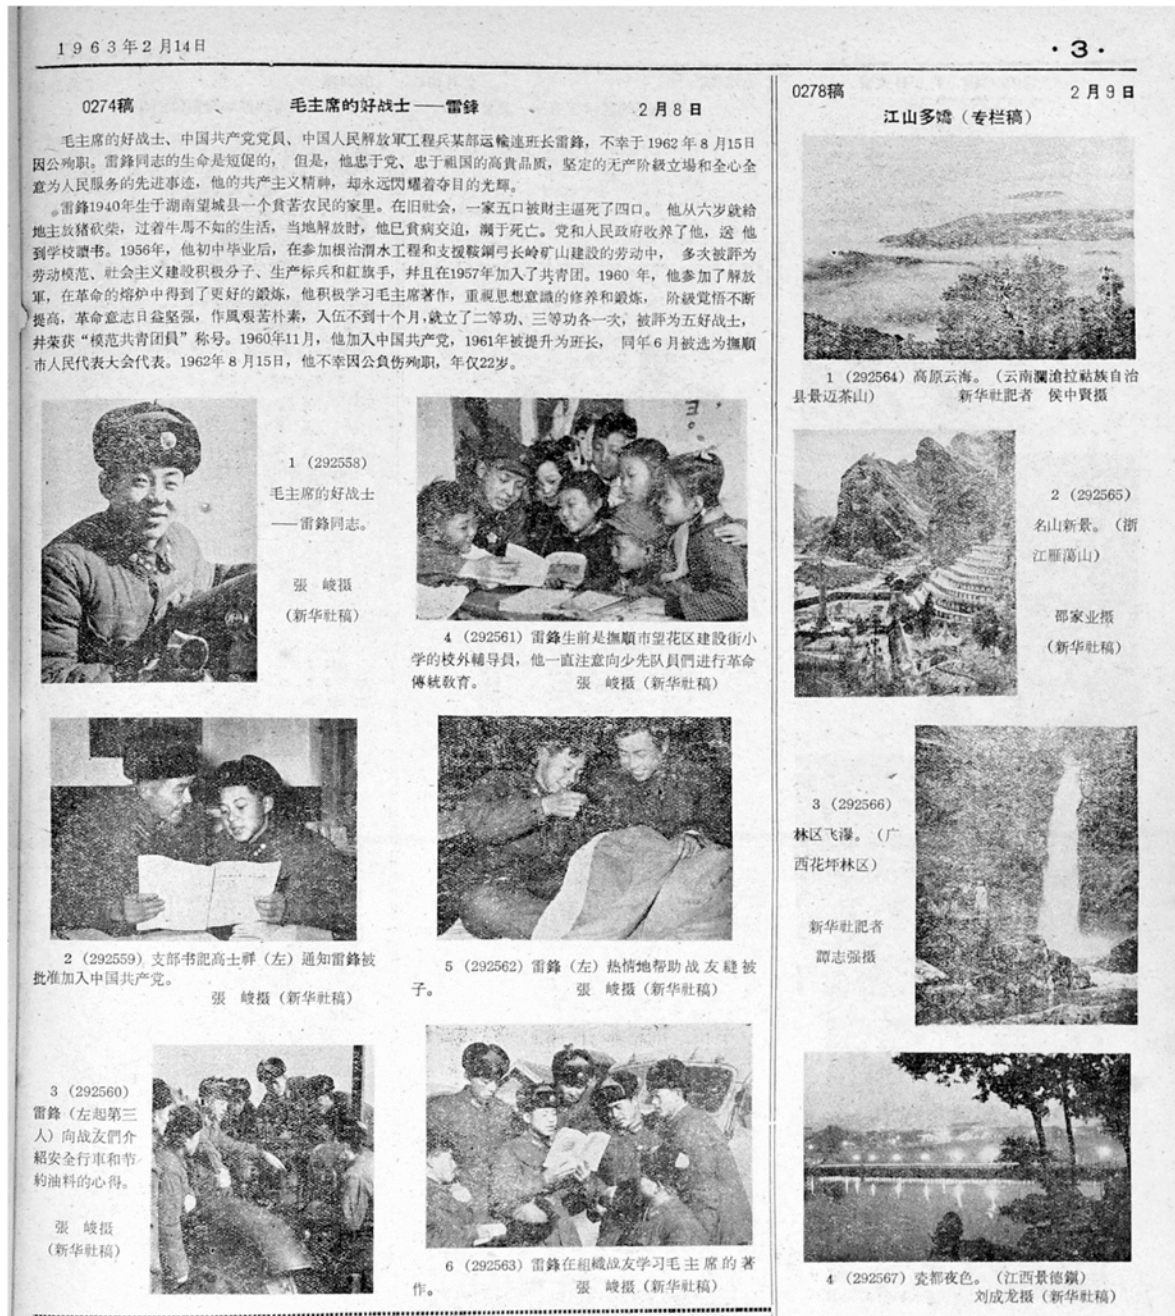 1963年2月14日
·3·
0274稿
毛主席的好战士——雷鋒
2月8日
毛主席的好战士、中国共产党党員、中国人民解放軍工程兵某部运輸連班长雷鋒，不幸于1962年8月15日
因公殉职。雷鋒同志的生命是短促的，但是，他忠于党、忠于祖国的高貴品质，坚定的无产阶級立場和全心全
意为人民服务的先进事迹，他的共产主义精神，却永远閃耀着夺目的光輝。
雷鋒1940年生于湖南望城县一个貧苦农民的家里。在旧社会，一家五口被財主逼死了四口。他从六岁就給
地主放猪砍柴，过着牛馬不如的生活，当地解放时，他已貧病交迫，瀕于死亡。党和人民政府收养了他，送他
到学校讀书。1956年，他初中毕业后，在参加根治溈水工程和支援鞍鋼弓长岭矿山建設的劳动中，多次被評为
劳动模范、社会主义建設积极分子、生产标兵和紅旗手，幷且在1957年加入了共青团。1960年，他参加了解放
軍，在革命的熔炉中得到了更好的鍛炼，他积极学习毛主席著作，重視思想意識的修养和鍛炼，阶級覚悟不断
提高，革命意志日益坚强，作風艰苦朴素，入伍不到十个月，就立了二等功、三等功各一次，被評为五好战士，
幷荣获“模范共青团員”称号。1960年11月，他加入中国共产党，1961年被提升为班长，同年6月被选为撫順
市人民代表大会代表。1962年8月15日，他不幸因公負伤殉职，年仅22岁。
1（292558）
毛主席的好战士
——雷鋒同志。
張　峻摄
（新华社稿）
4（292561）雷鋒生前是撫順市望花区建設街小
学的校外輔导員，他一直注意向少先队員們进行革命
傳統敎育。　　張　峻摄（新华社稿）
2（292559）支部书記高士祥（左）通知雷鋒被
批准加入中国共产党。
張　峻摄（新华社稿）
5（292562）雷鋒（左）热情地帮助战友縫被
子。　　張　峻摄（新华社稿）
3（292560）
雷鋒（左起第三
人）向战友們介
紹安全行車和节
約油料的心得。
張　峻摄
（新华社稿）
6（292563）雷鋒在組織战友学习毛主席的著
作。　　張　峻摄（新华社稿）
0278稿
2月9日
江山多嬌（专栏稿）
1（292564）高原云海。（云南瀾滄拉祜族自治
县景迈茶山）　　新华社記者　侯中賢摄
2（292565）
名山新景。（浙
江雁蕩山）
邵家业摄
（新华社稿）
3（292566）
林区飞瀑。（广
西花坪林区）
新华社記者
譚志强摄
4（292567）瓷都夜色。（江西景德鎭）
刘成龙摄（新华社稿）